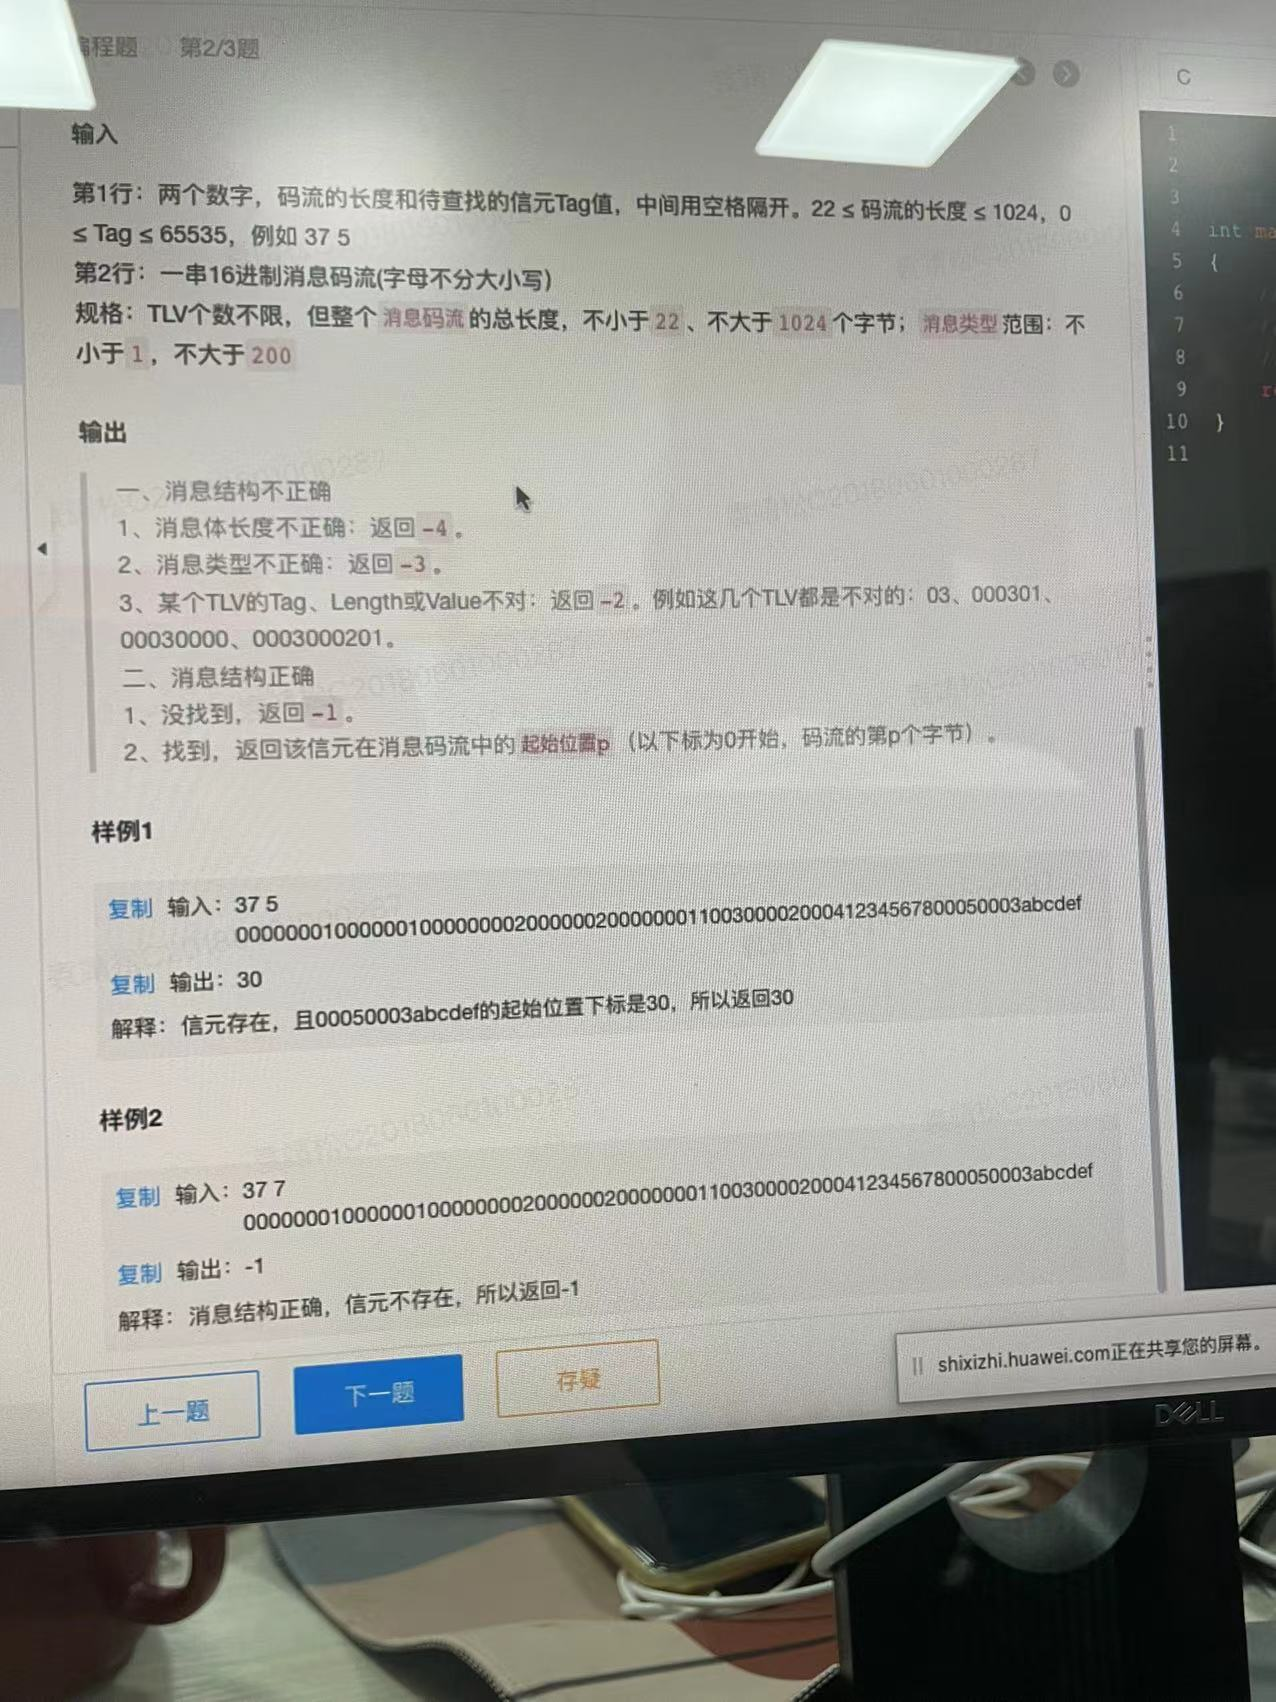 编程题 第2/3题
C
输入
第1行：两个数字，码流的长度和待查找的信元Tag值，中间用空格隔开。22 ≤ 码流的长度 ≤ 1024，0
≤ Tag ≤ 65535，例如 37 5
第2行：一串16进制消息码流(字母不分大小写)
规格：TLV个数不限，但整个 消息码流 的总长度，不小于 22 、不大于 1024 个字节；消息类型 范围：不
小于 1 ，不大于 200
输出
一、消息结构不正确
1、消息体长度不正确：返回 -4 。
2、消息类型不正确：返回 -3 。
3、某个TLV的Tag、Length或Value不对：返回 -2 。例如这几个TLV都是不对的：03、000301、
00030000、0003000201。
二、消息结构正确
1、没找到，返回 -1 。
2、找到，返回该信元在消息码流中的 起始位置p （以下标为0开始，码流的第p个字节）。
样例1
复制 输入：37 5
00000001000000100000000200000020000000110030000200041234567800050003abcdef
复制 输出：30
解释：信元存在，且00050003abcdef的起始位置下标是30，所以返回30
样例2
复制 输入：37 7
00000001000000100000000200000020000000110030000200041234567800050003abcdef
复制 输出：-1
解释：消息结构正确，信元不存在，所以返回-1
上一题 下一题 存疑
1
2
3
4 int ma
5 {
6
7
8
9 re
10 }
11
shixizhi.huawei.com正在共享您的屏幕。
DELL